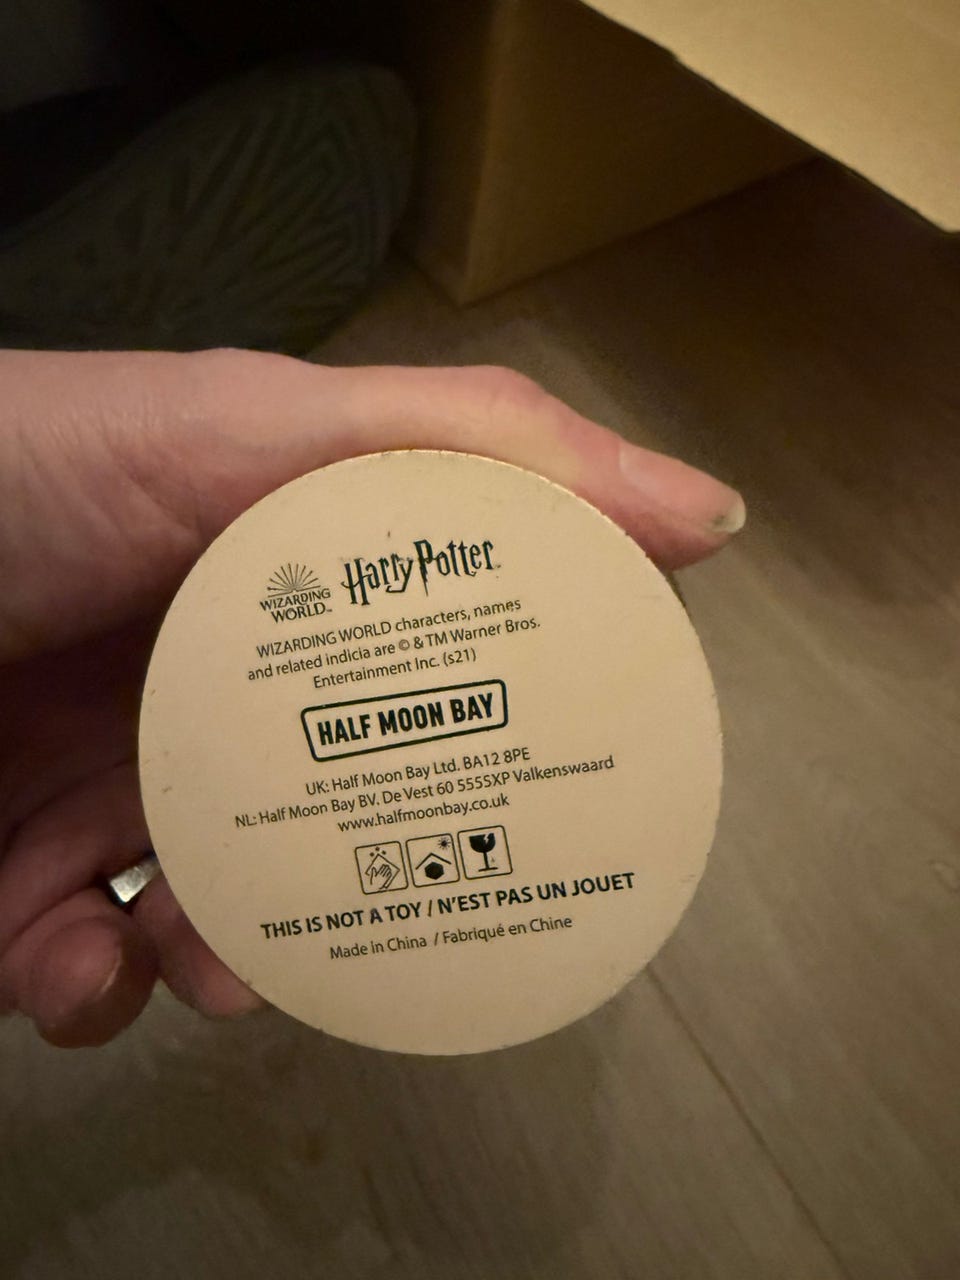 WIZARDING
WORLD™
Harry Potter™
WIZARDING WORLD characters, names
and related indicia are © & TM Warner Bros.
Entertainment Inc. (s21)
HALF MOON BAY
UK: Half Moon Bay Ltd. BA12 8PE
NL: Half Moon Bay BV. De Vest 60 5555XP Valkenswaard
www.halfmoonbay.co.uk
THIS IS NOT A TOY / N'EST PAS UN JOUET
Made in China / Fabriqué en Chine